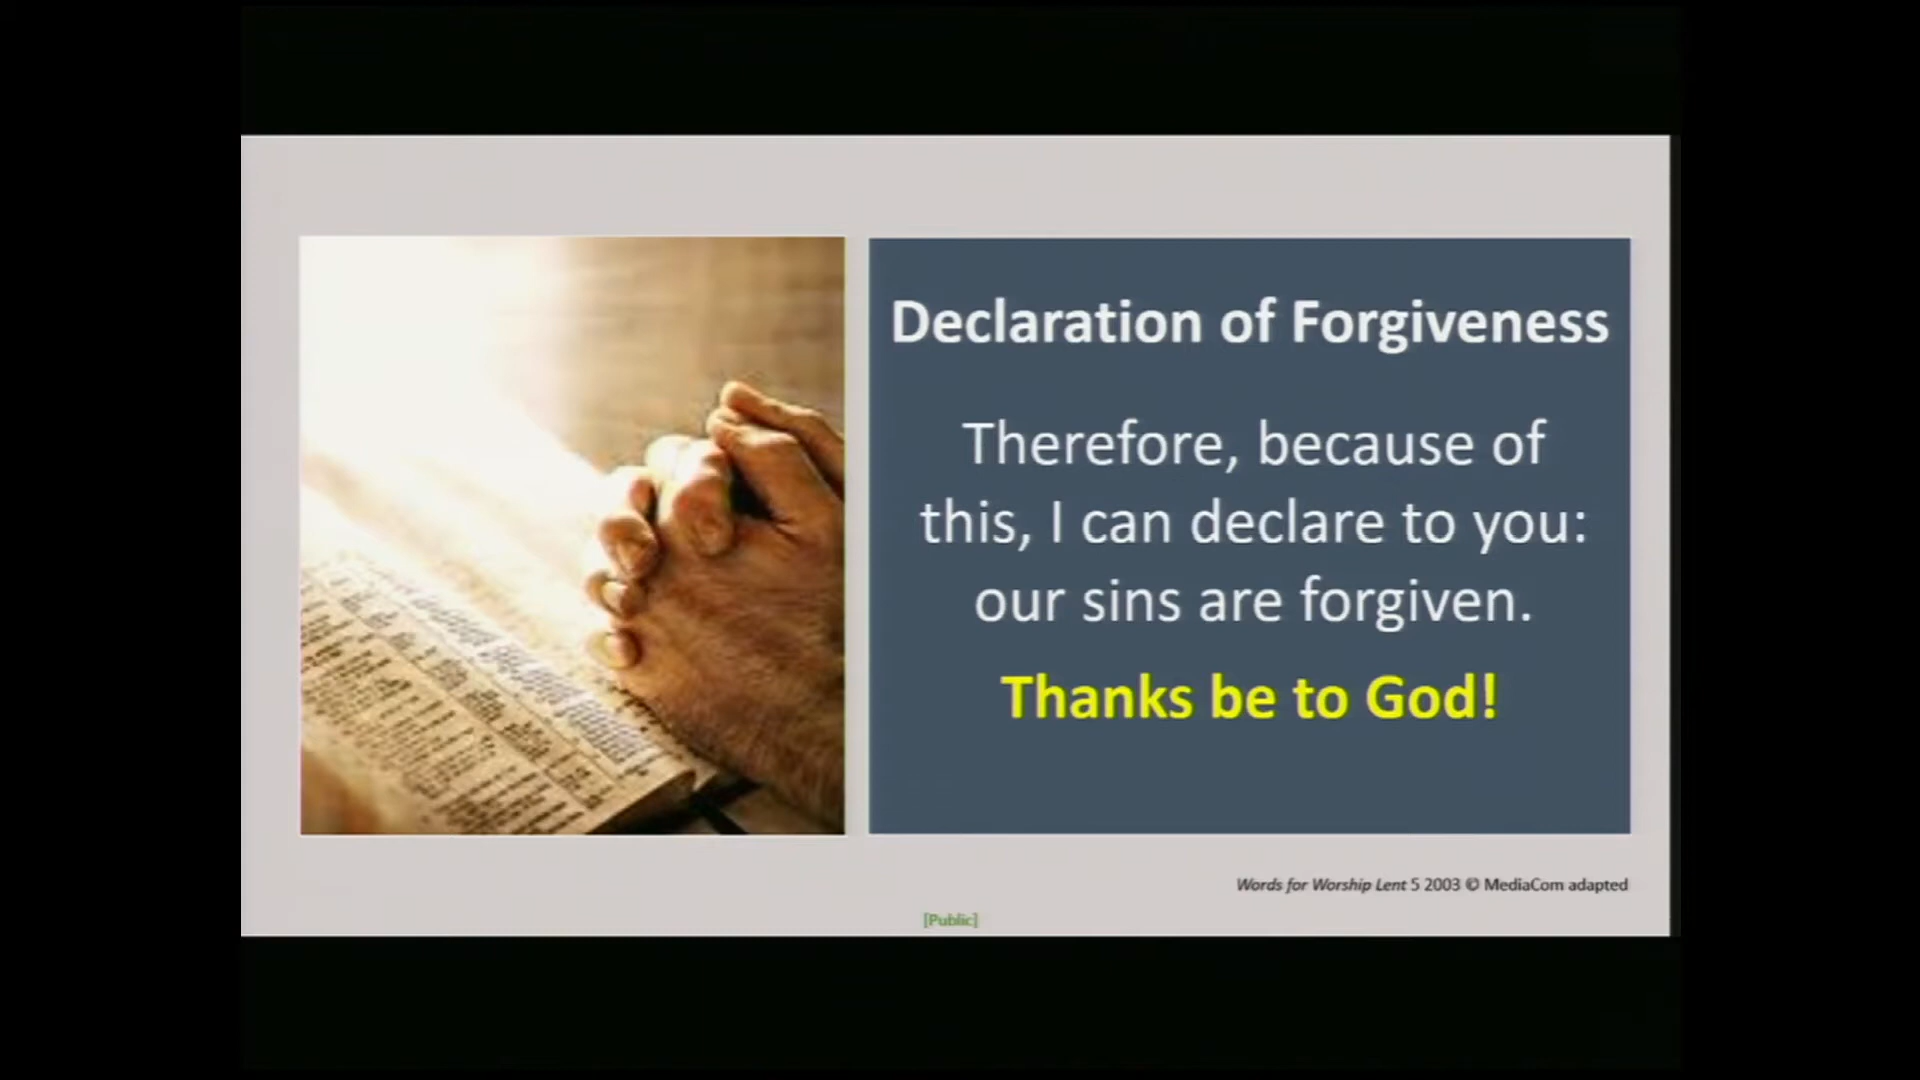 Declaration of Forgiveness
Therefore, because of
this, I can declare to you:
our sins are forgiven.
Thanks be to God!
Words for Worship Lent 5 2003 © MediaCom adapted
[Public]